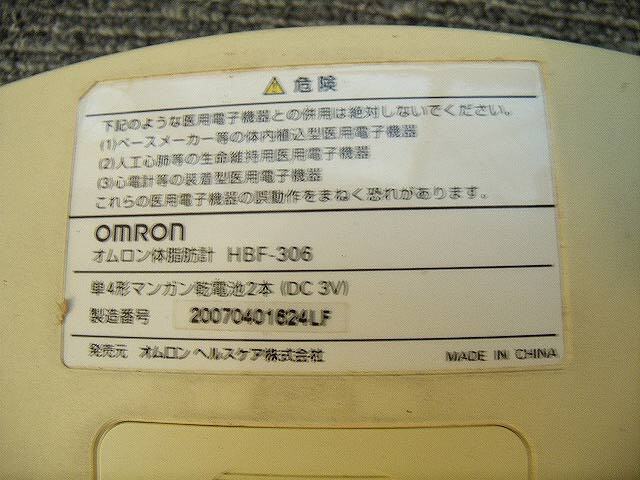 危険
下記のような医用電子機器との併用は絶対しないでください。
(1)ペースメーカー等の体内植込型医用電子機器
(2)人工心肺等の生命維持用医用電子機器
(3)心電計等の装着型医用電子機器
これらの医用電子機器の誤動作をまねく恐れがあります。
OMRON
オムロン体脂肪計 HBF-306
単4形マンガン乾電池2本 (DC 3V)
製造番号 20070401624LF
発売元 オムロン ヘルスケア株式会社 MADE IN CHINA